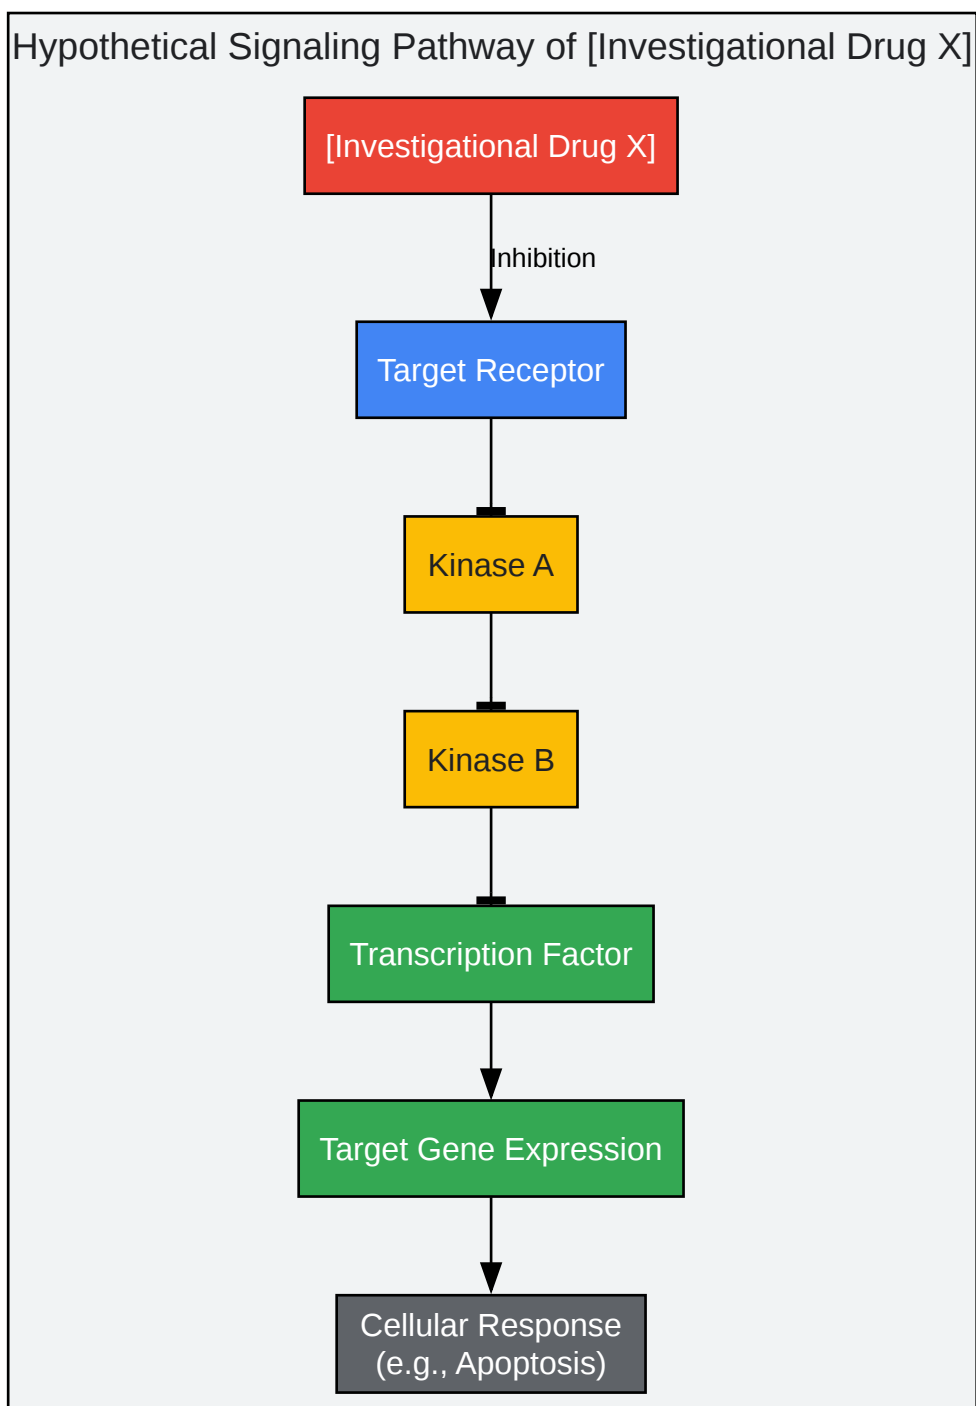 Hypothetical Signaling Pathway of [Investigational Drug X]
[Investigational Drug X]
Inhibition
Target Receptor
Kinase A
Kinase B
Transcription Factor
Target Gene Expression
Cellular Response
(e.g., Apoptosis)